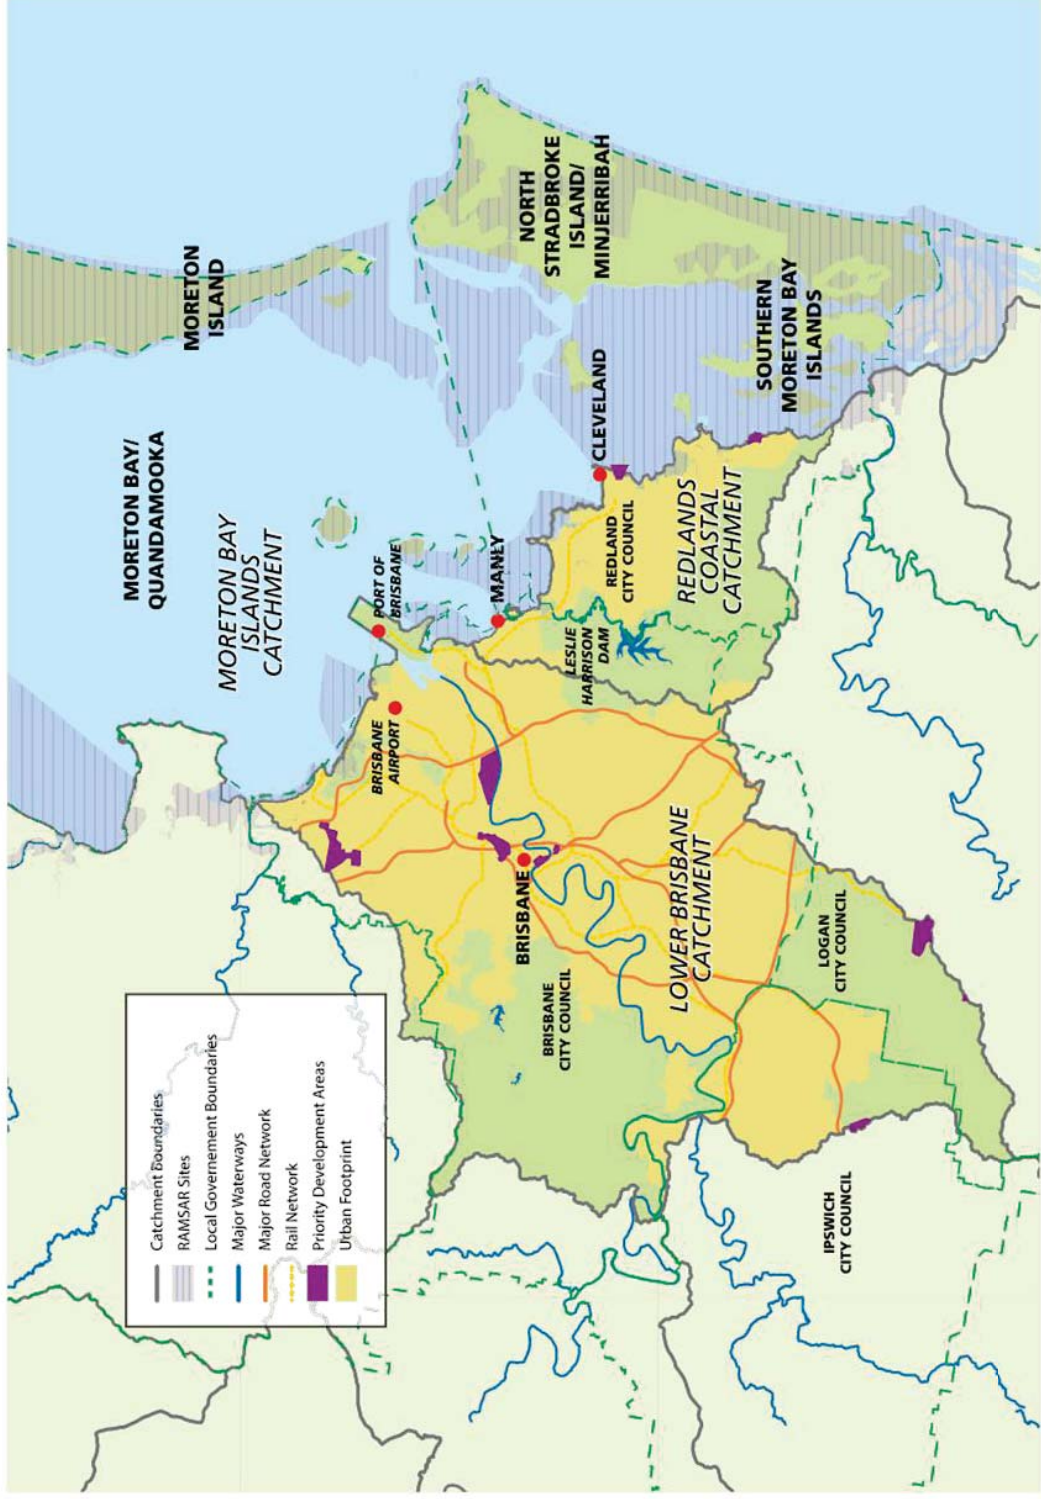 MORETON BAY/
QUANDAMOOKA
MORETON
ISLAND
MORETON BAY
ISLANDS
CATCHMENT
PORT OF
BRISBANE
BRISBANE
AIRPORT
MANLY
NORTH
STRADBROKE
ISLAND/
MINJERRIBAH
CLEVELAND
LESLIE
HARRISON
DAM
REDLAND
CITY COUNCIL
REDLANDS
COASTAL
CATCHMENT
SOUTHERN
MORETON BAY
ISLANDS
BRISBANE
BRISBANE
CITY COUNCIL
LOWER BRISBANE
CATCHMENT
LOGAN
CITY COUNCIL
IPSWICH
CITY COUNCIL
Catchment Boundaries
RAMSAR Sites
Local Governement Boundaries
Major Waterways
Major Road Network
Rail Network
Priority Development Areas
Urban Footprint